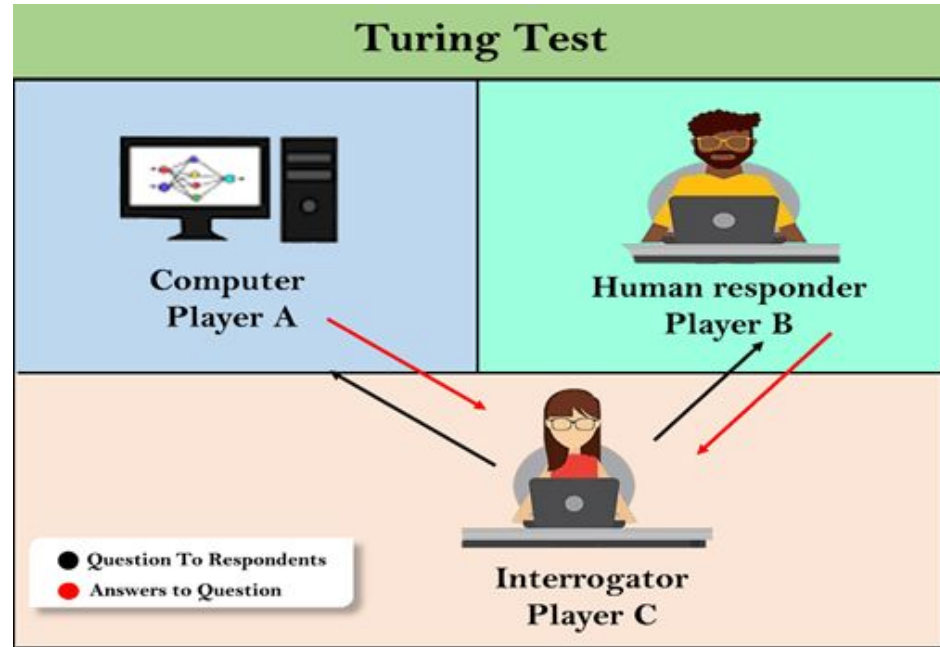 Turing Test
Computer
Player A
Human responder
Player B
Question To Respondents
Answers to Question
Interrogator
Player C